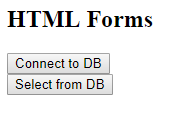 HTML Forms
Connect to DB
Select from DB